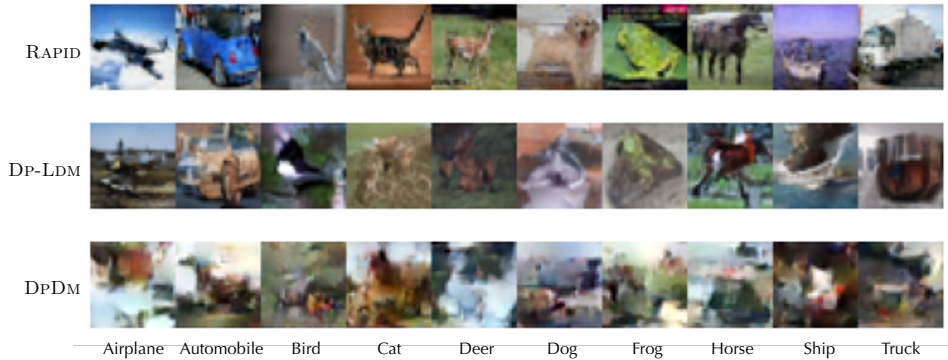 RAPID
DP-LDM
DPDM
Airplane Automobile Bird Cat Deer Dog Frog Horse Ship Truck